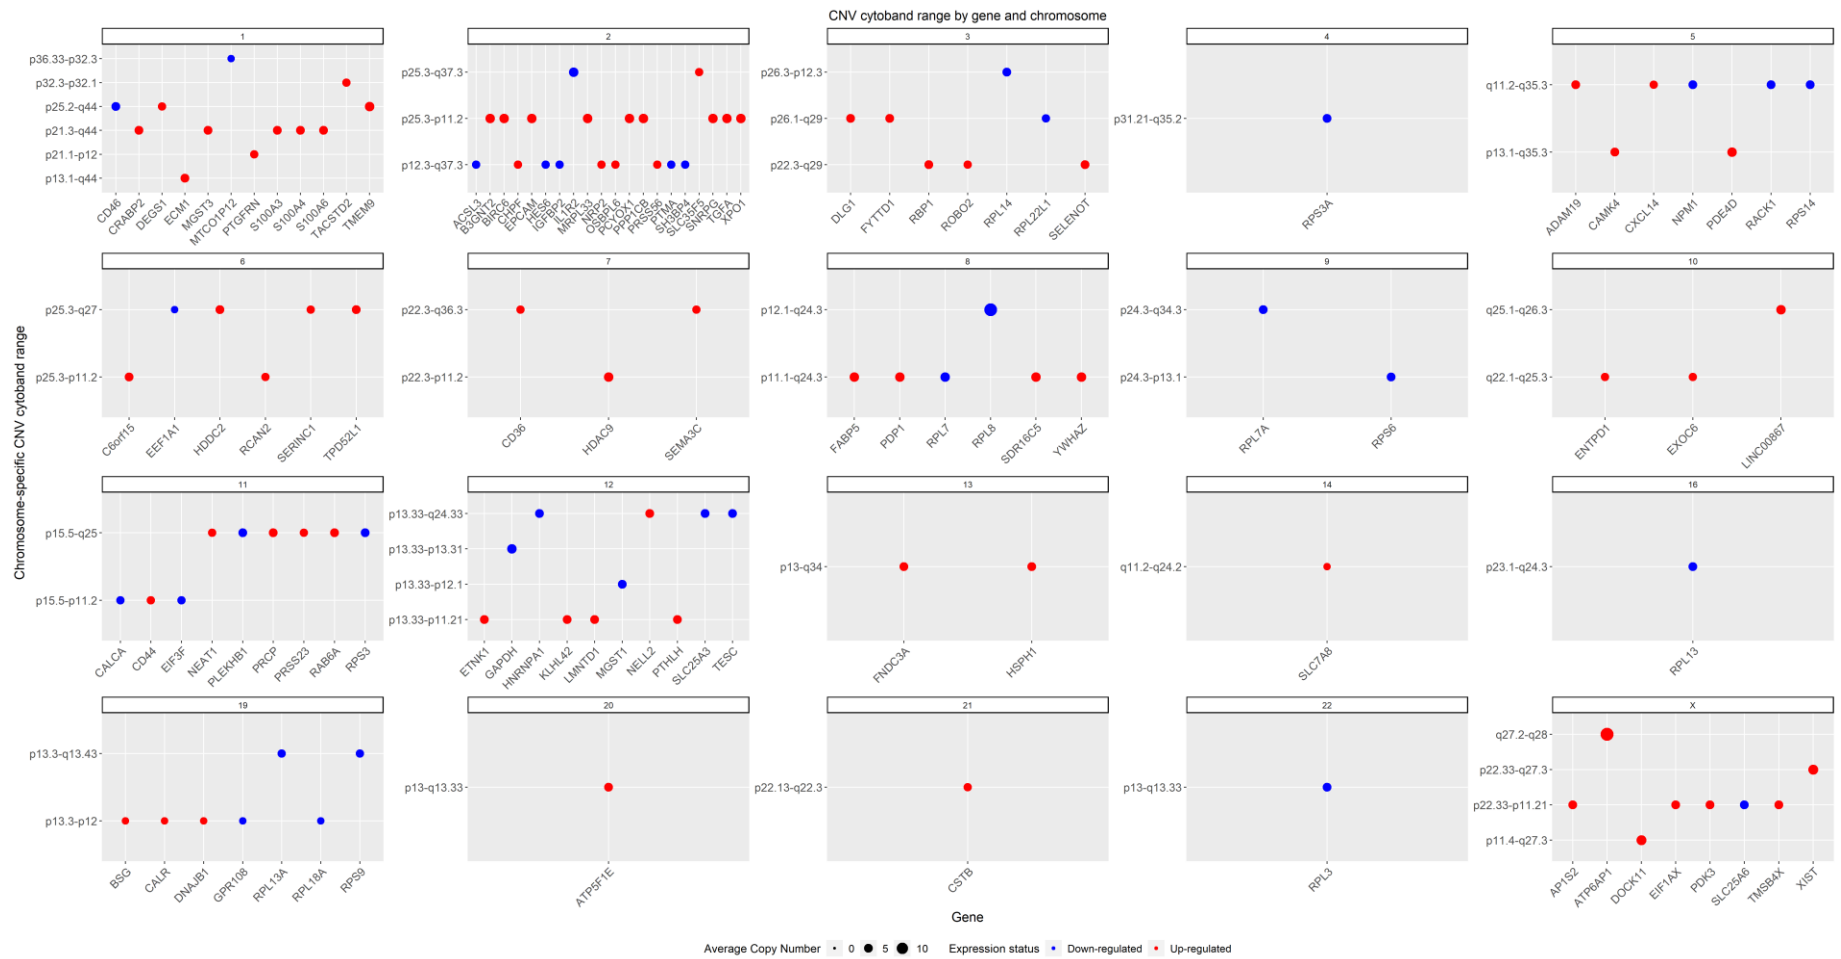 CNV cytoband range by gene and chromosome
Chromosome-specific CNV cytoband range
1
p36.33-p32.3
p32.3-p32.1
p25.2-q44
p21.3-q44
p21.1-p12
p13.1-q44
CD46
CRABP2
DEGS1
ECM1
MGST3
MTCO1P12
PTGFRN
S100A3
S100A4
S100A6
TACSTD2
TMEM9
2
p25.3-q37.3
p25.3-p11.2
p12.3-q37.3
ACSL3
B3GNT2
BIRC6
CHPF
EPCAM
HES6
IGFBP2
IL1R2
MRPL33
NRP2
OSBPL6
PCYOX1
PPP1CB
PRSS56
PTMA
SH3BP4
SLC35F5
SNRPG
TGFA
XPO1
3
p26.3-p12.3
p26.1-q29
p22.3-q29
DLG1
FYTTD1
RBP1
ROBO2
RPL14
RPL22L1
SELENOT
4
p31.21-q35.2
RPS3A
5
q11.2-q35.3
p13.1-q35.3
ADAM19
CAMK4
CXCL14
NPM1
PDE4D
RACK1
RPS14
6
p25.3-q27
p25.3-p11.2
C6orf15
EEF1A1
HDDC2
RCAN2
SERINC1
TPD52L1
7
p22.3-q36.3
p22.3-p11.2
CD36
HDAC9
SEMA3C
8
p12.1-q24.3
p11.1-q24.3
FABP5
PDP1
RPL7
RPL8
SDR16C5
YWHAZ
9
p24.3-q34.3
p24.3-p13.1
RPL7A
RPS6
10
q25.1-q26.3
q22.1-q25.3
ENTPD1
EXOC6
LINC00867
11
p15.5-q25
p15.5-p11.2
CALCA
CD44
EIF3F
NEAT1
PLEKHB1
PRCP
PRSS23
RAB6A
RPS3
12
p13.33-q24.33
p13.33-p13.31
p13.33-p12.1
p13.33-p11.21
ETNK1
GAPDH
HNRNPA1
KLHL42
LMNTD1
MGST1
NELL2
PTHLH
SLC25A3
TESC
13
p13-q34
FNDC3A
HSPH1
14
q11.2-q24.2
SLC7A8
16
p23.1-q24.3
RPL13
19
p13.3-q13.43
p13.3-p12
BSG
CALR
DNAJB1
GPR108
RPL13A
RPL18A
RPS9
20
p13-q13.33
ATP5F1E
21
p22.13-q22.3
CSTB
22
p13-q13.33
RPL3
X
q27.2-q28
p22.33-q27.3
p22.33-p11.21
p11.4-q27.3
AP1S2
ATP6AP1
DOCK11
EIF1AX
PDK3
SLC25A6
TMSB4X
XIST
Gene
Average Copy Number 0 5 10 Expression status Down-regulated Up-regulated